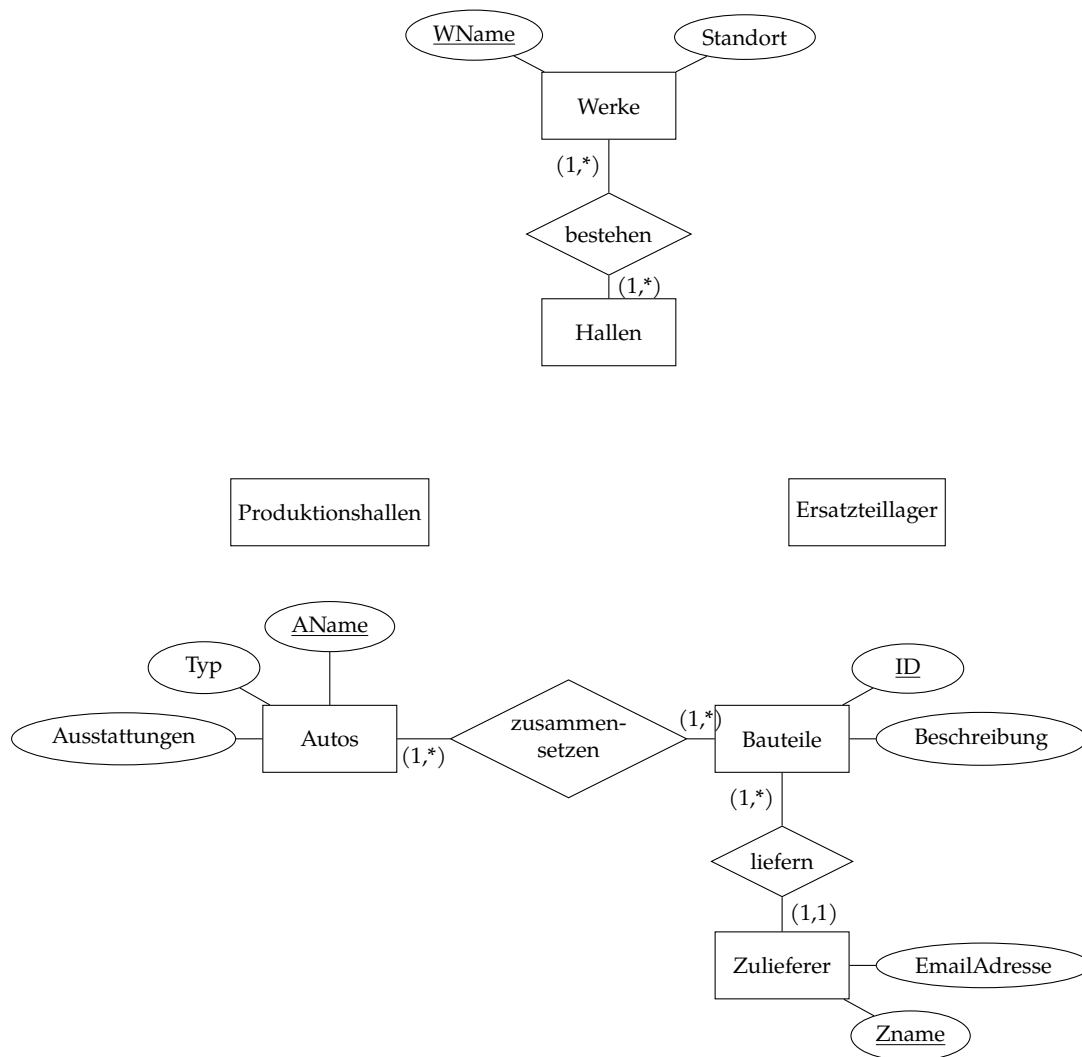 WName
Standort
Werke
(1,*)
bestehen
(1,*)
Hallen
Produktionshallen
Ersatzteillager
AName
Typ
ID
Ausstattungen
Autos
(1,*)
zusammen-
setzen
(1,*)
Bauteile
Beschreibung
(1,*)
liefern
(1,1)
Zulieferer
EmailAdresse
Zname